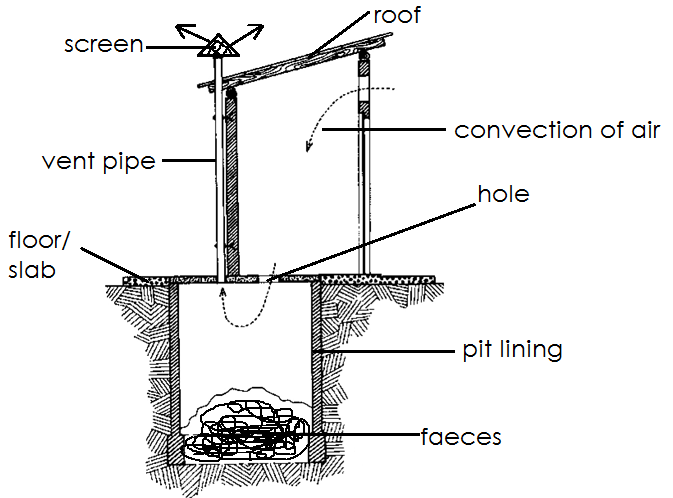 roof
screen
convection of air
vent pipe
hole
floor/
slab
pit lining
faeces